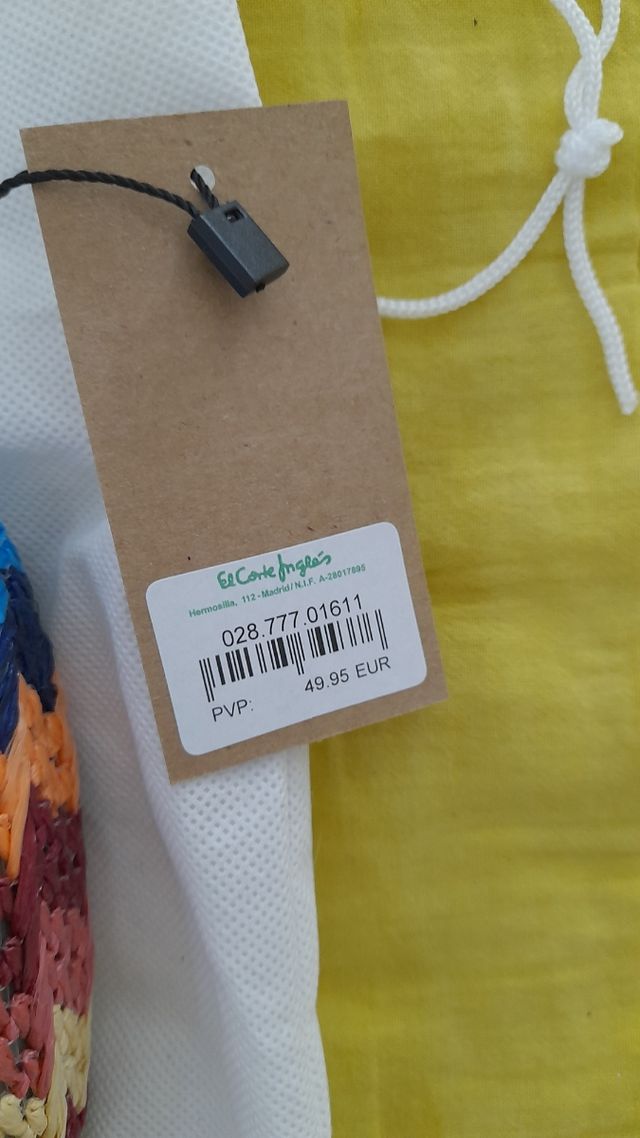 El Corte Inglés
Hermosilla, 112 - Madrid / N.I.F. A-28017895
028.777.01611
49.95 EUR
PVP: